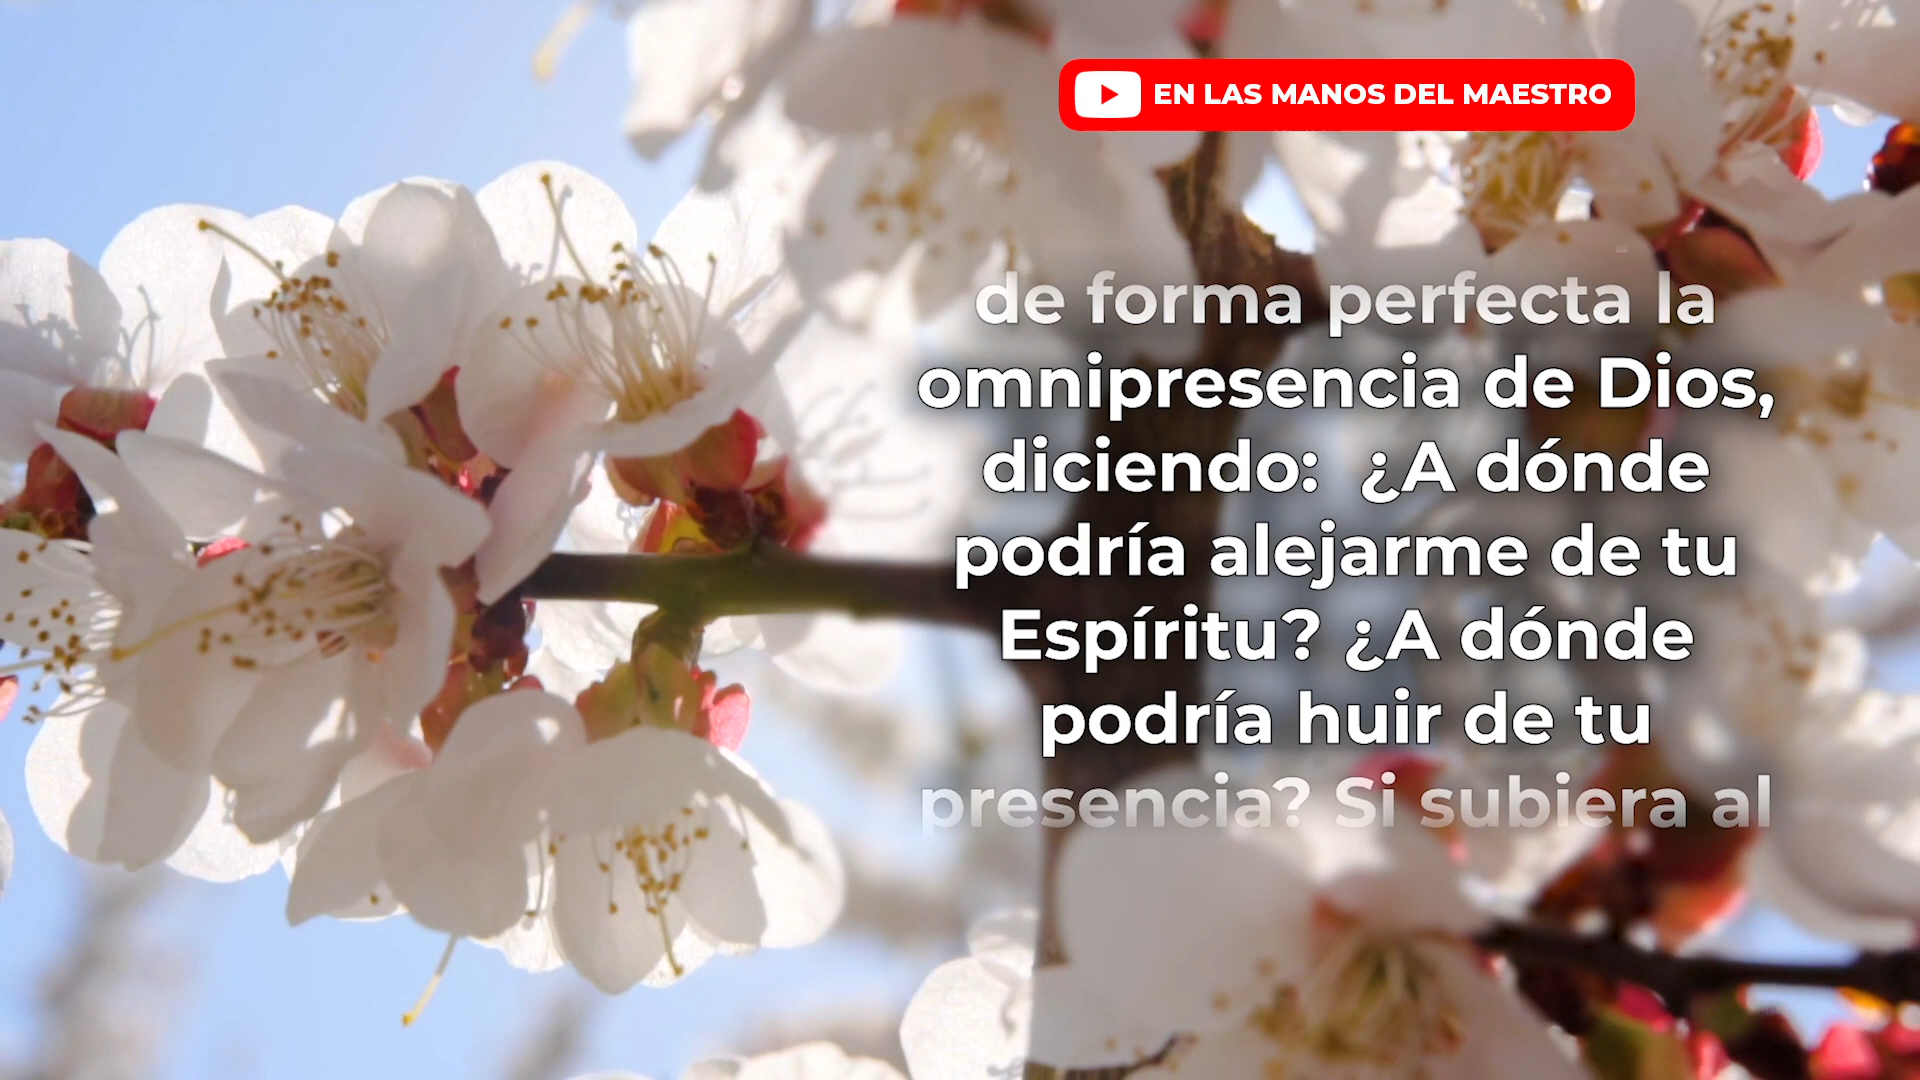 EN LAS MANOS DEL MAESTRO
de forma perfecta la
omnipresencia de Dios,
diciendo:  ¿A dónde
podría alejarme de tu
Espíritu? ¿A dónde
podría huir de tu
presencia? Si subiera al